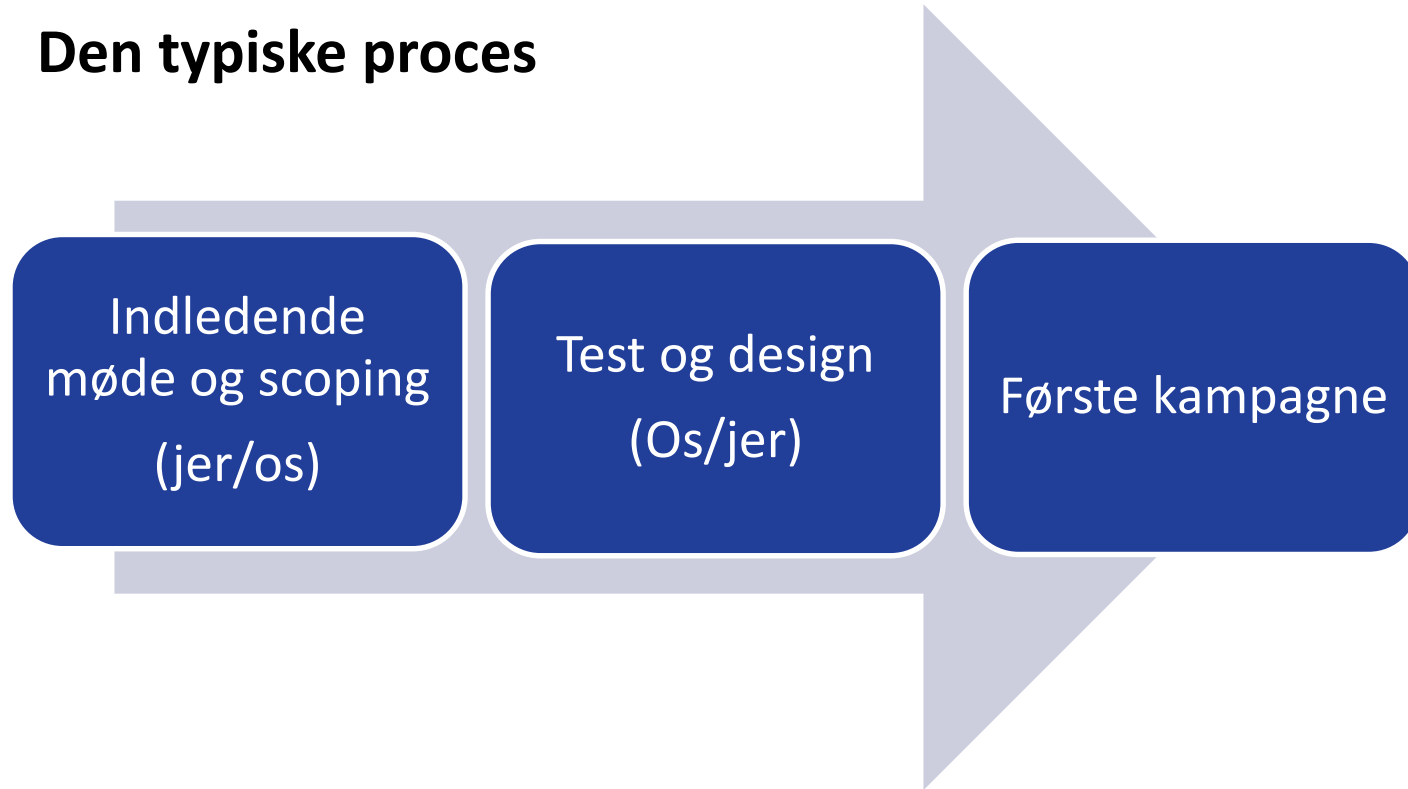 Den typiske proces
Indledende
møde og scoping
(jer/os)
Test og design
(Os/jer)
Første kampagne